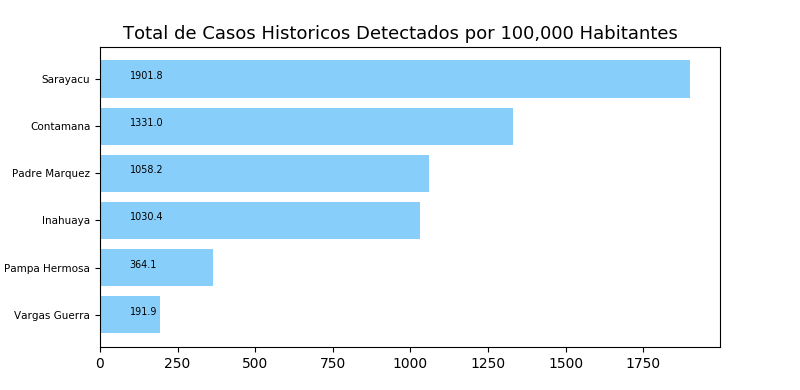 Total de Casos Historicos Detectados por 100,000 Habitantes
Sarayacu 1901.8
Contamana 1331.0
Padre Marquez 1058.2
Inahuaya 1030.4
Pampa Hermosa 364.1
Vargas Guerra 191.9
0 250 500 750 1000 1250 1500 1750